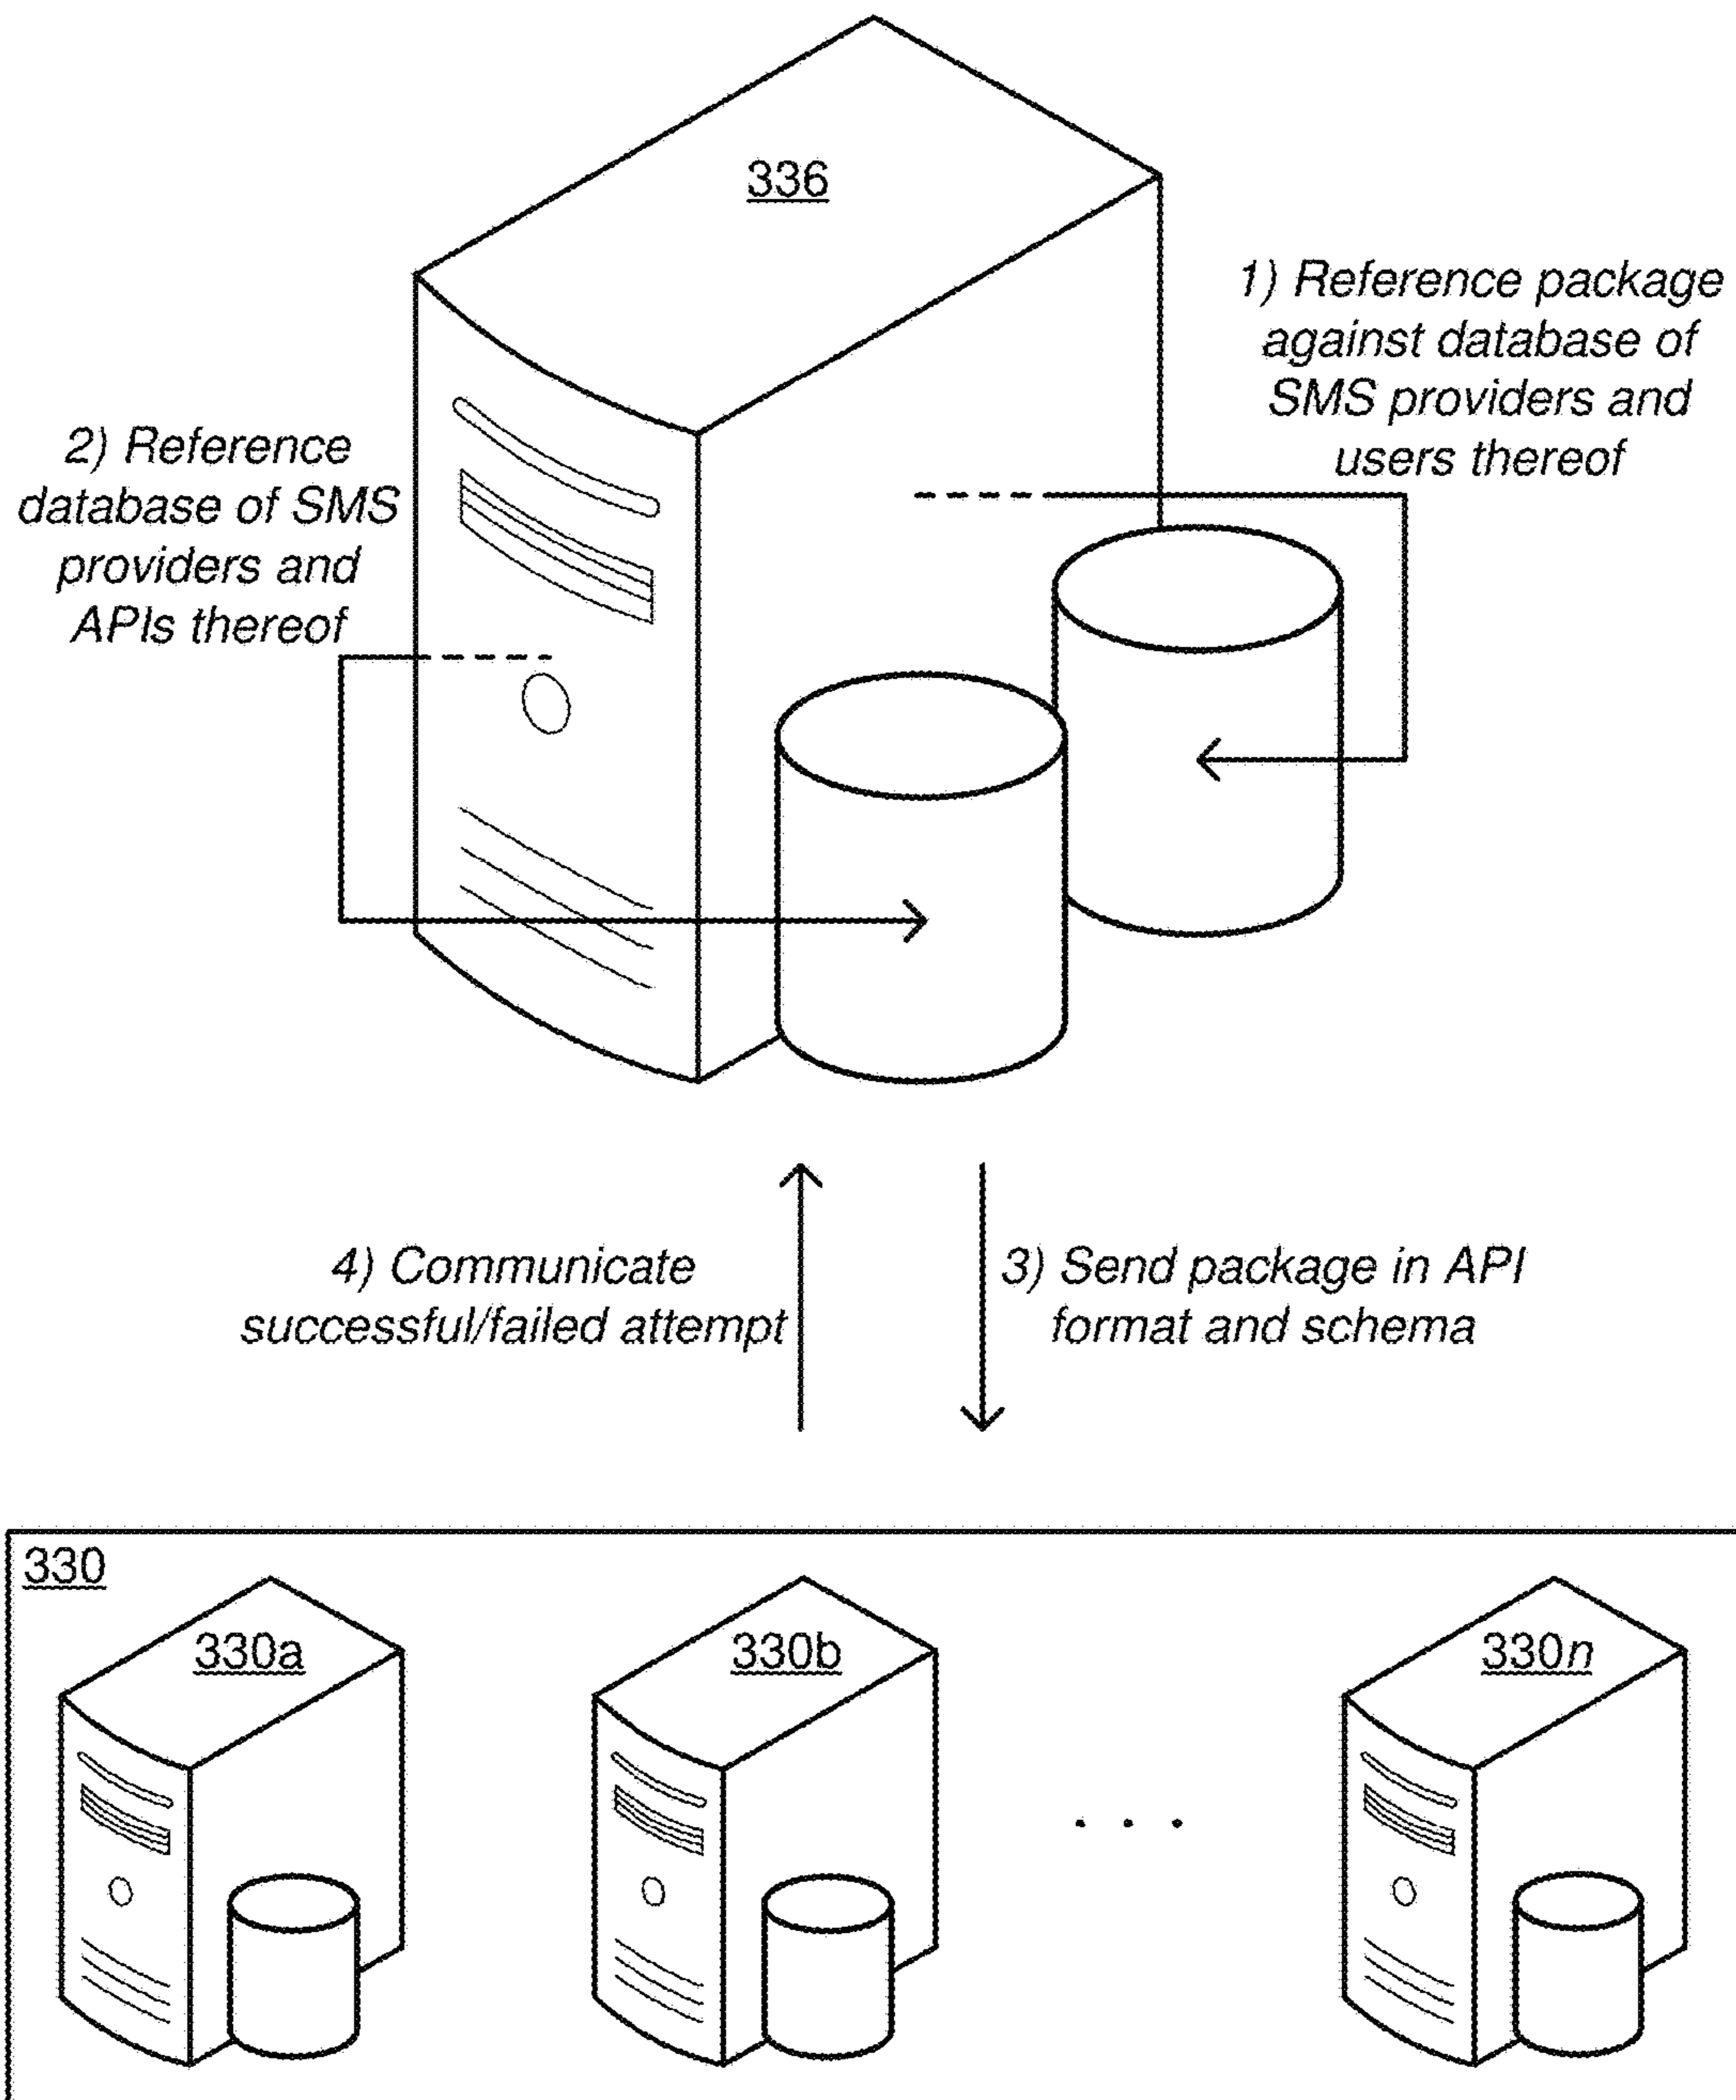 336
1) Reference package
against database of
SMS providers and
users thereof
2) Reference
database of SMS
providers and
APIs thereof
4) Communicate
successful/failed attempt
3) Send package in API
format and schema
330
330a
330b
. . .
330n